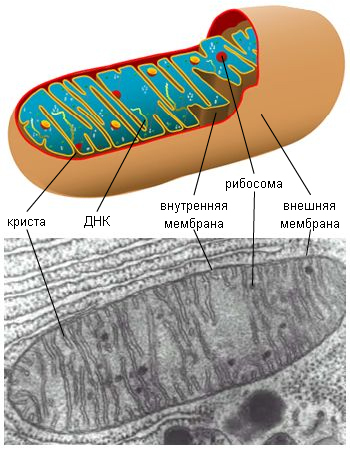 криста
ДНК
внутренняя
мембрана
рибосома
внешняя
мембрана